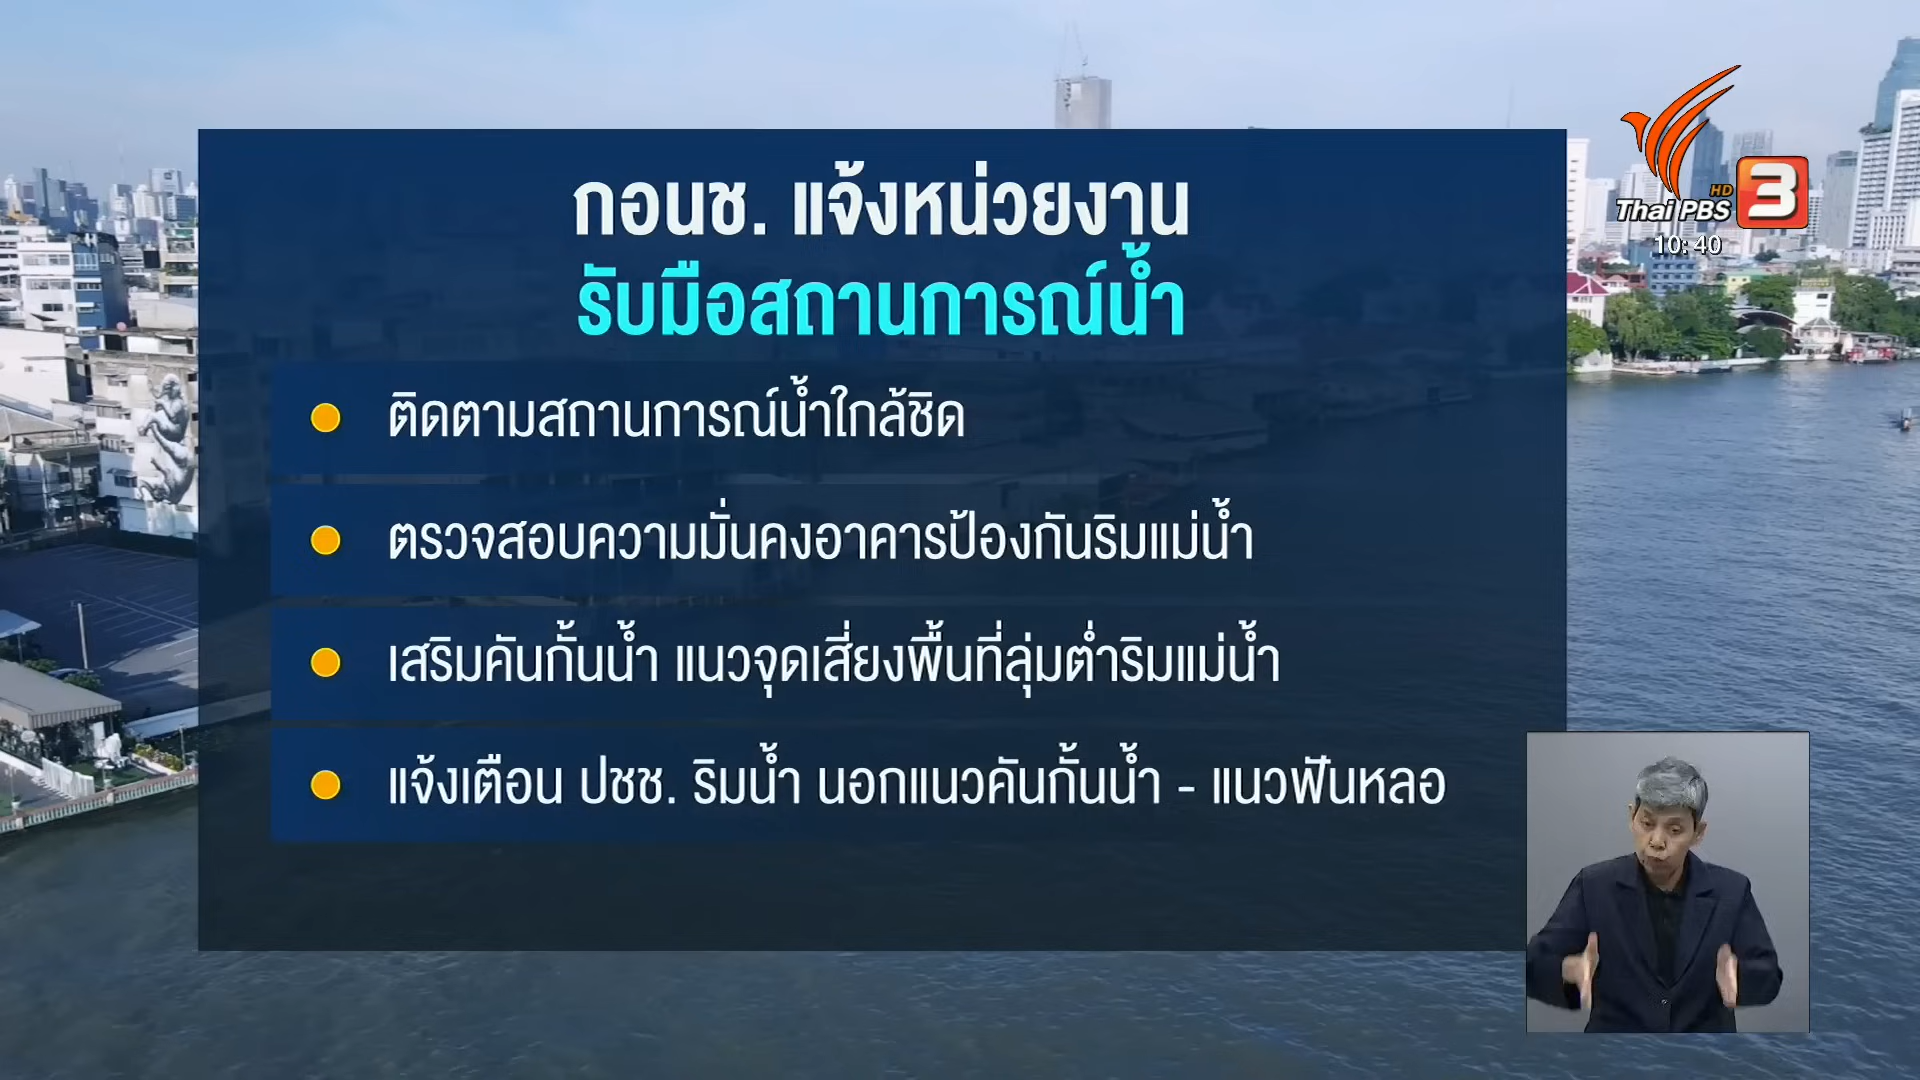 กอนช. แจ้งหน่วยงาน
รับมือสถานการณ์น้ำ
ติดตามสถานการณ์น้ำใกล้ชิด
ตรวจสอบความมั่นคงอาคารป้องกันริมแม่น้ำ
เสริมคันกั้นน้ำ แนวจุดเสี่ยงพื้นที่ลุ่มต่ำริมแม่น้ำ
แจ้งเตือน ปชช. ริมน้ำ นอกแนวคันกั้นน้ำ - แนวฟันหลอ
HD
Thai PBS 3
10:40